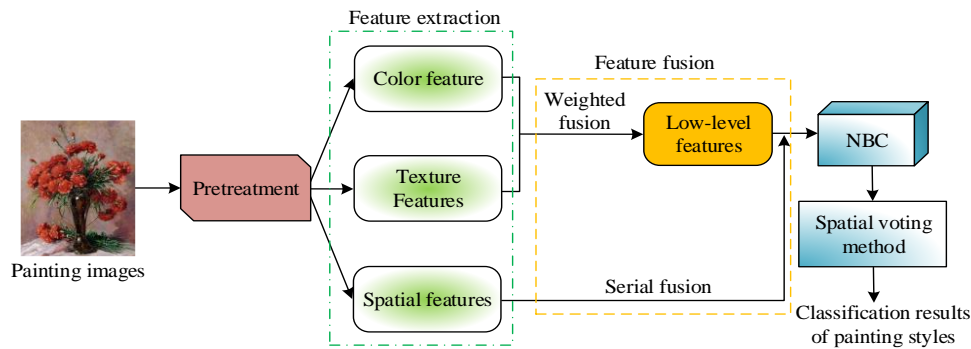 Feature extraction
Color feature
Feature fusion
Weighted
fusion
Low-level
features
NBC
Pretreatment
Texture
Features
Spatial voting
method
Painting images
Spatial features
Serial fusion
Classification results
of painting styles